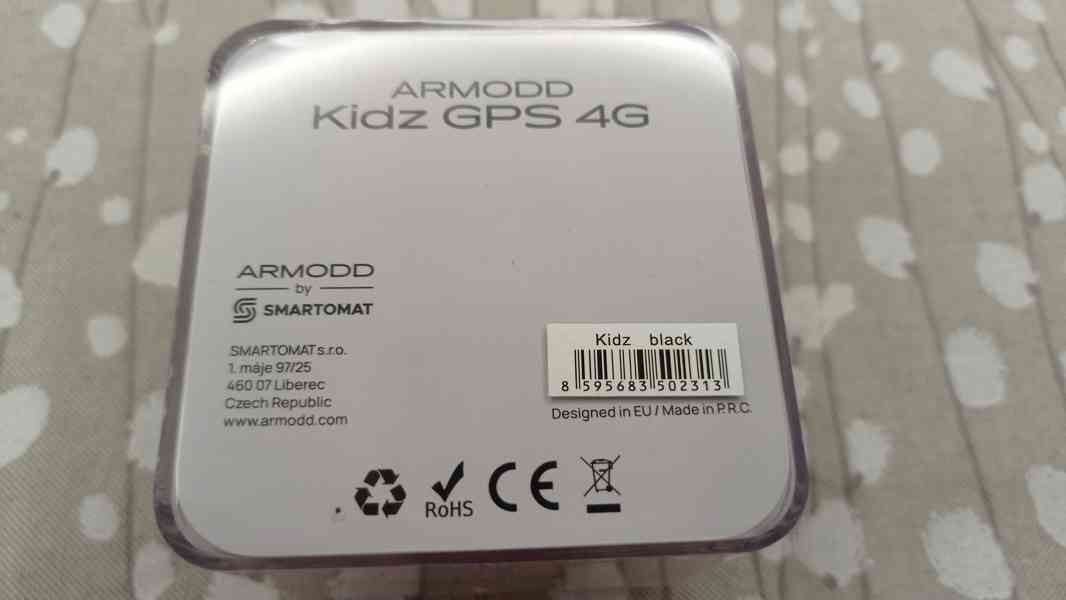 ARMODD
Kidz GPS 4G
ARMODD
by
SMARTOMAT
SMARTOMAT s.r.o.
1. máje 97/25
460 07 Liberec
Czech Republic
www.armodd.com
Kidz black
8 595683 502313
Designed in EU / Made in P.R.C.
RoHS
CE